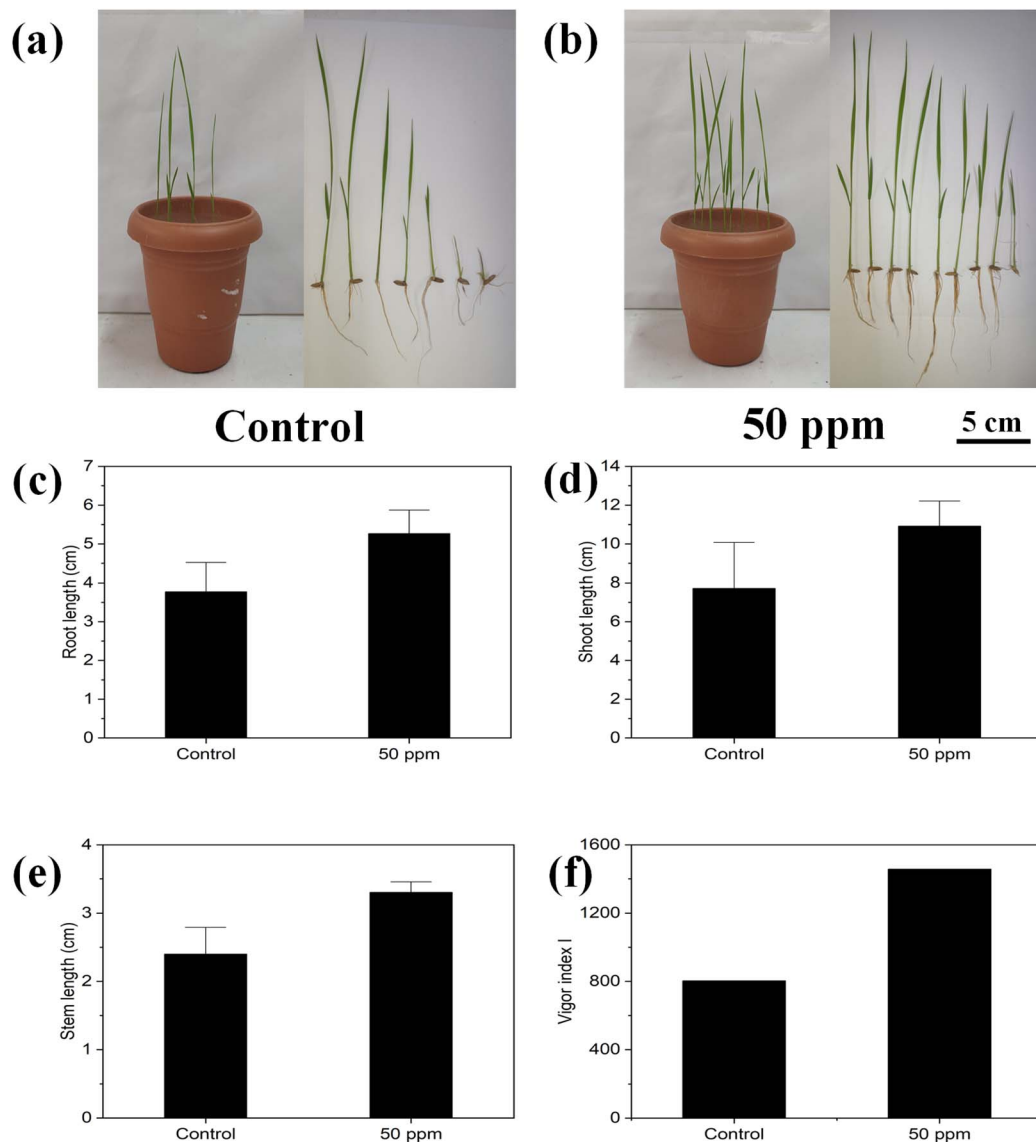 (a)
(b)
Control
50 ppm
5 cm
(c)
7
6
5
4
3
2
1
0
Root length (cm)
Control
50 ppm
(d)
14
12
10
8
6
4
2
0
Shoot length (cm)
Control
50 ppm
(e)
4
3
2
1
0
Stem length (cm)
Control
50 ppm
(f)
1600
1200
800
400
0
Vigor index I
Control
50 ppm